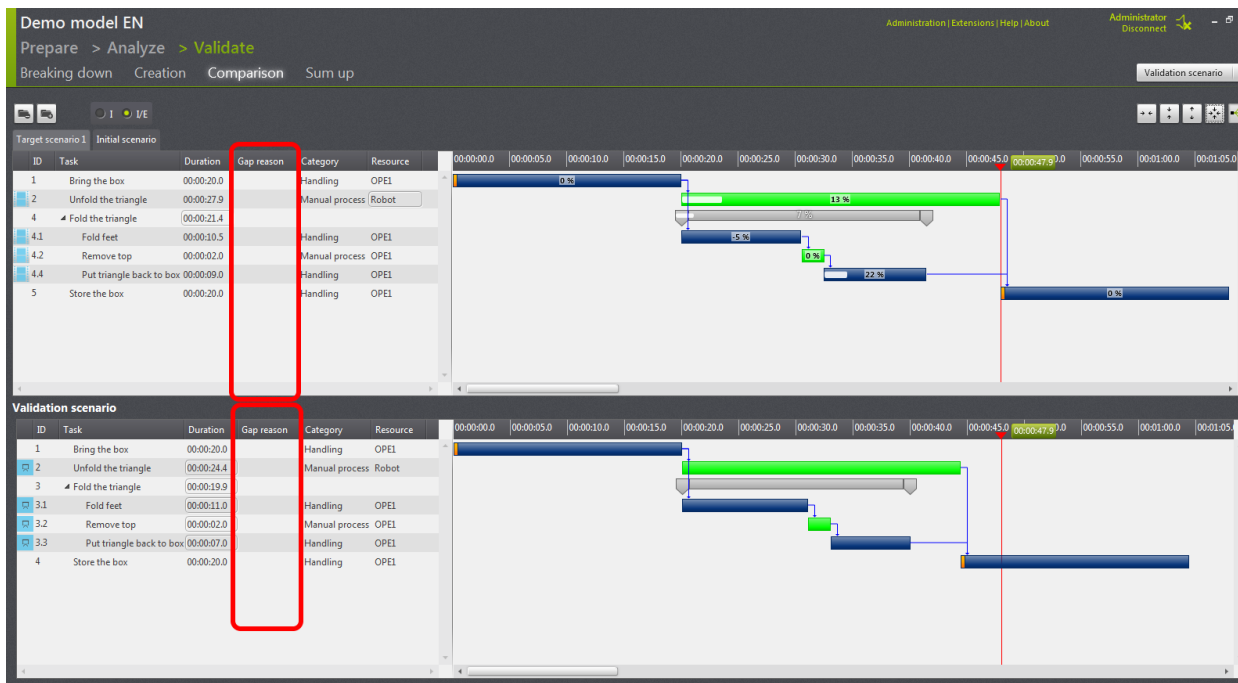 Demo model EN
Administration | Extensions | Help | About
Administrator
Disconnect
Prepare > Analyze > Validate
Breaking down Creation Comparison Sum up
Validation scenario
I I/E
Target scenario 1 Initial scenario
ID Task Duration Gap reason Category Resource
00:00:00.0 00:00:05.0 00:00:10.0 00:00:15.0 00:00:20.0 00:00:25.0 00:00:30.0 00:00:35.0 00:00:40.0 00:00:45.0 00:00:47.9 0.0 00:00:55.0 00:01:00.0 00:01:05.0
1 Bring the box 00:00:20.0 Handling OPE1 0 %
2 Unfold the triangle 00:00:27.9 Manual process Robot 13 %
4 Fold the triangle 00:00:21.4 7 %
4.1 Fold feet 00:00:10.5 Handling OPE1 -5 %
4.2 Remove top 00:00:02.0 Manual process OPE1 0 %
4.4 Put triangle back to box 00:00:09.0 Handling OPE1 22 %
5 Store the box 00:00:20.0 Handling OPE1 0 %
Validation scenario
ID Task Duration Gap reason Category Resource
00:00:00.0 00:00:05.0 00:00:10.0 00:00:15.0 00:00:20.0 00:00:25.0 00:00:30.0 00:00:35.0 00:00:40.0 00:00:45.0 00:00:47.9 0.0 00:00:55.0 00:01:00.0 00:01:05.
1 Bring the box 00:00:20.0 Handling OPE1
2 Unfold the triangle 00:00:24.4 Manual process Robot
3 Fold the triangle 00:00:19.9
3.1 Fold feet 00:00:11.0 Handling OPE1
3.2 Remove top 00:00:02.0 Manual process OPE1
3.3 Put triangle back to box 00:00:07.0 Handling OPE1
4 Store the box 00:00:20.0 Handling OPE1